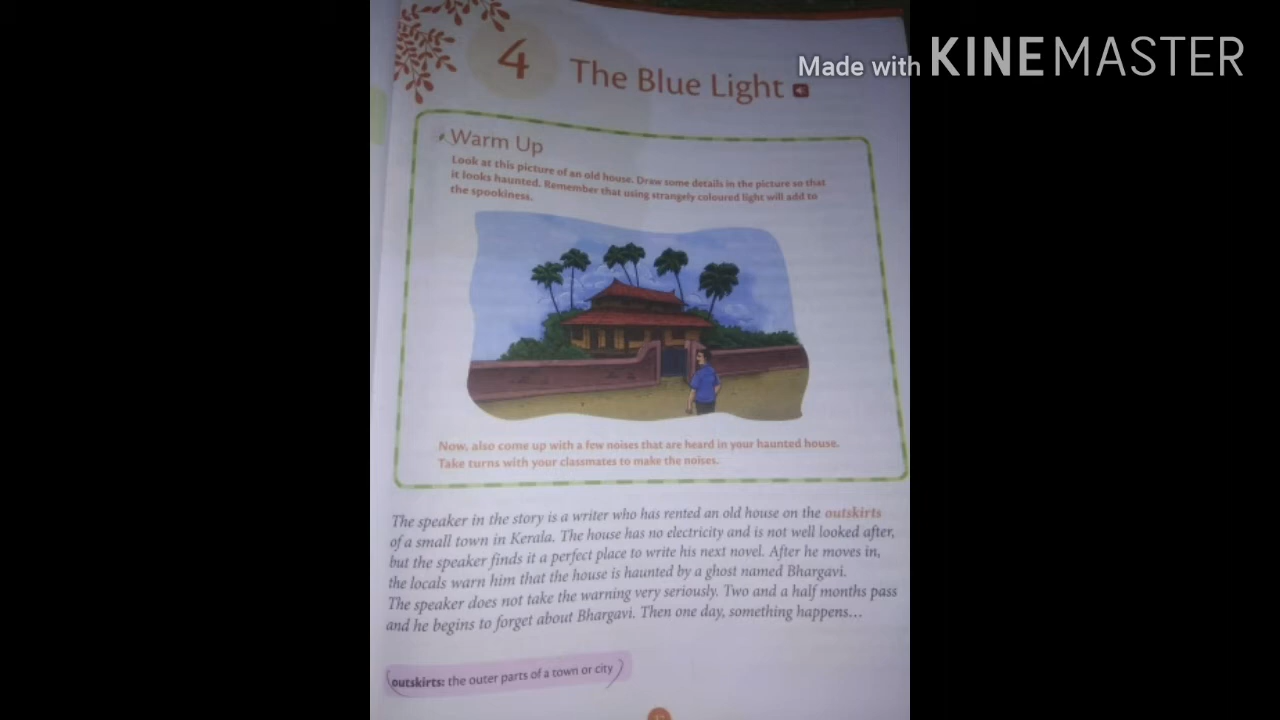 Made with KINEMASTER
4 The Blue Light
Warm Up
Look at this picture of an old house. Draw some details in the picture so that
it looks haunted. Remember that using strangely coloured light will add to
the spookiness.
Now, also come up with a few noises that are heard in your haunted house.
Take turns with your classmates to make the noises.
The speaker in the story is a writer who has rented an old house on the outskirts
of a small town in Kerala. The house has no electricity and is not well looked after,
but the speaker finds it a perfect place to write his next novel. After he moves in,
the locals warn him that the house is haunted by a ghost named Bhargavi.
The speaker does not take the warning very seriously. Two and a half months pass
and he begins to forget about Bhargavi. Then one day, something happens...
outskirts: the outer parts of a town or city